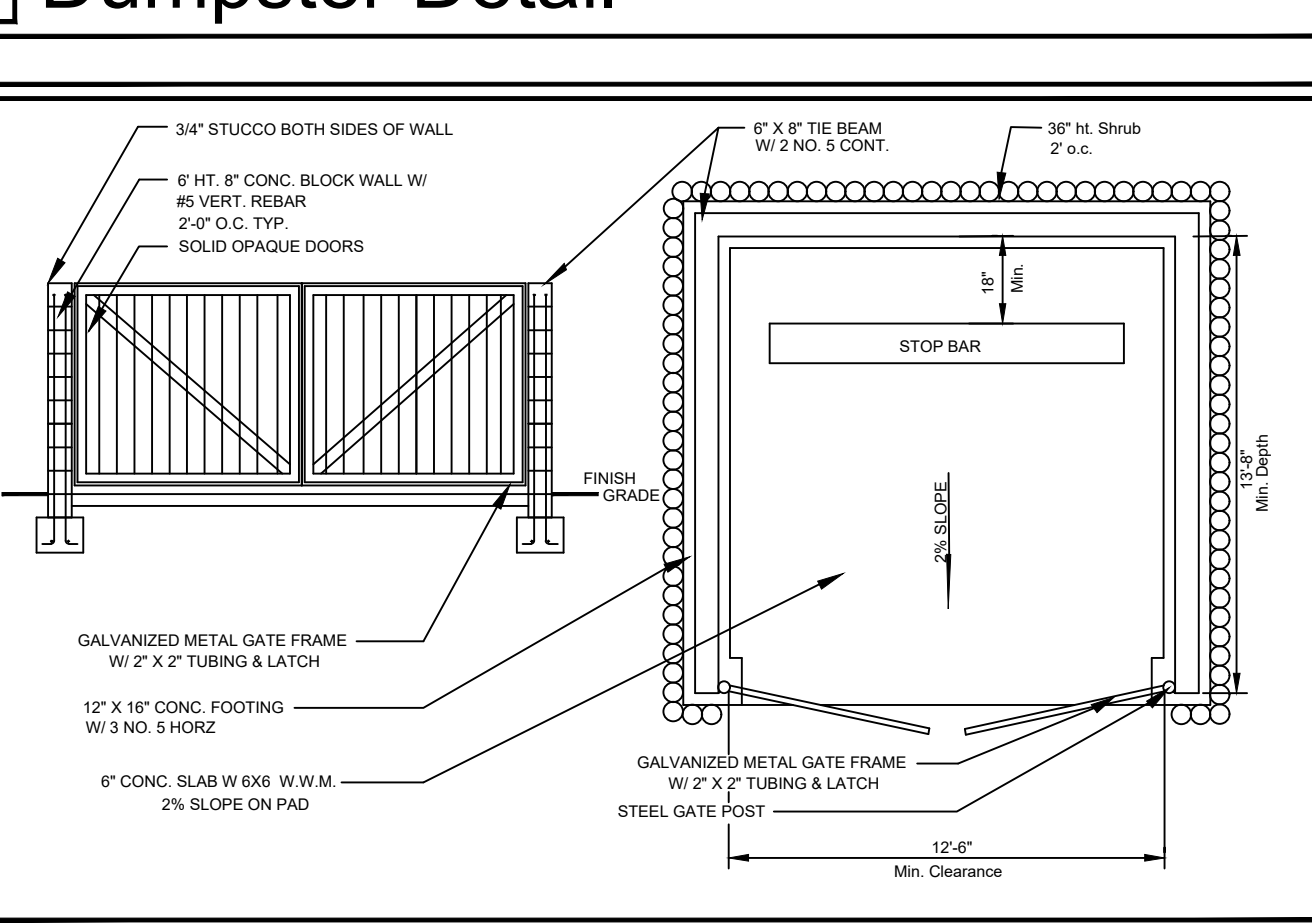 Dumpster Detail
3/4" STUCCO BOTH SIDES OF WALL
6' HT. 8" CONC. BLOCK WALL W/
#5 VERT. REBAR
2'-0" O.C. TYP.
SOLID OPAQUE DOORS
FINISH
GRADE
GALVANIZED METAL GATE FRAME
W/ 2" X 2" TUBING & LATCH
12" X 16" CONC. FOOTING
W/ 3 NO. 5 HORZ
6" CONC. SLAB W 6X6 W.W.M.
2% SLOPE ON PAD
6" X 8" TIE BEAM
W/ 2 NO. 5 CONT.
36" ht. Shrub
2' o.c.
18"
Min.
STOP BAR
2% SLOPE
13'-8"
Min. Depth
GALVANIZED METAL GATE FRAME
W/ 2" X 2" TUBING & LATCH
STEEL GATE POST
12'-6"
Min. Clearance